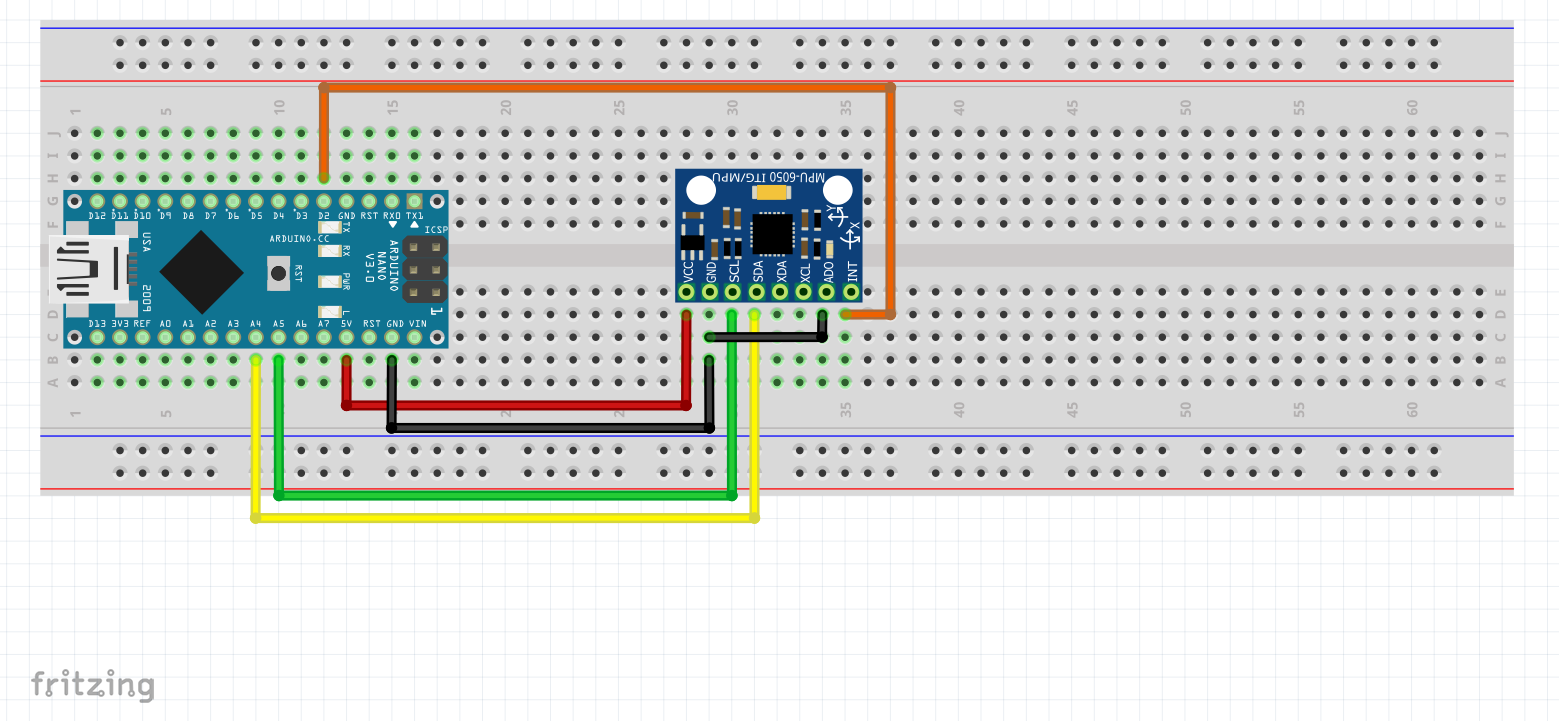 1 5 10 15 20 25 30 35 40 45 50 55 60
J J
I I
H H
G G
F F
E
D D
C C
B B
A A
D12 D11 D10 D9 D8 D7 D6 D5 D4 D3 D2 GND RST RX0 TX1
USA
2009
ARDUINO.CC
RST
TX
RX
PWR
L
ARDUINO
NANO
V3.0
ICSP
1
D13 3V3 REF A0 A1 A2 A3 A4 A5 A6 A7 5V RST GND VIN
MPU-6050 ITG/MPU
Y
X
VCC GND SCL SDA XDA XCL ADO INT
1 5 20 2 35 40 45 50 55 60
fritzing